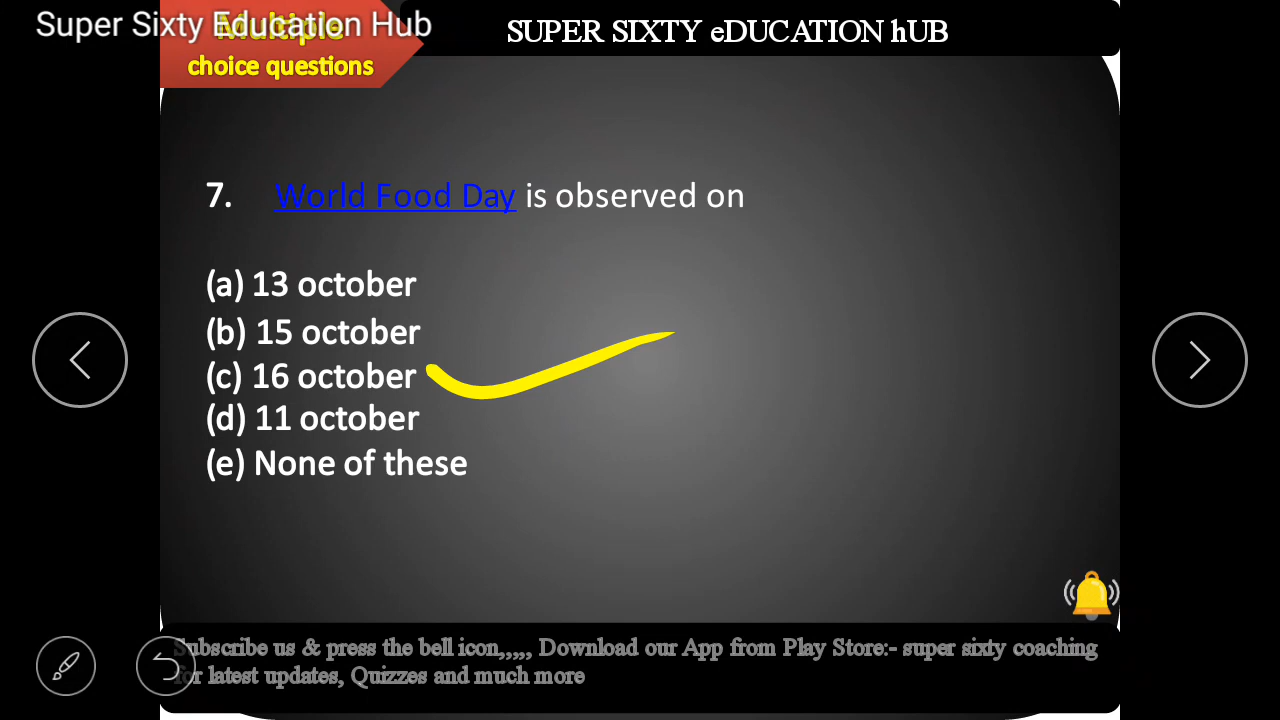 Super Sixty Education Hub
SUPER SIXTY eDUCATION hUB
Multiple
choice questions
7. World Food Day is observed on
(a) 13 october
(b) 15 october
(c) 16 october
(d) 11 october
(e) None of these
Subscribe us & press the bell icon,,,,, Download our App from Play Store:- super sixty coaching
for latest updates, Quizzes and much more